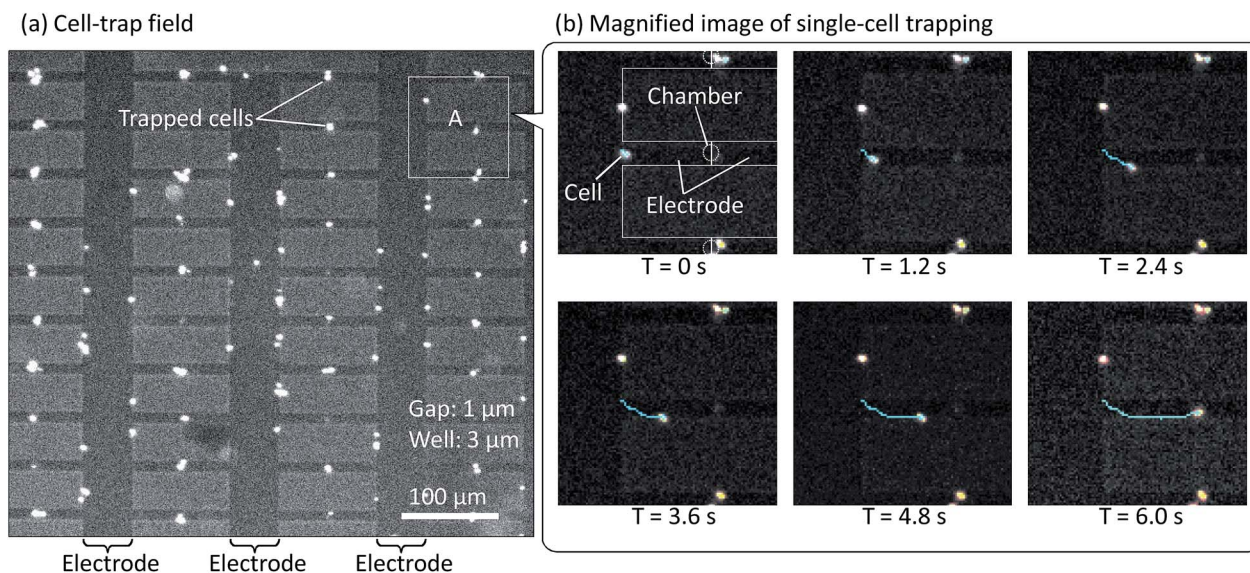 (a) Cell-trap field
Trapped cells
A
Gap: 1 μm
Well: 3 μm
100 μm
Electrode
Electrode
Electrode
(b) Magnified image of single-cell trapping
Chamber
Cell
Electrode
T = 0 s
T = 1.2 s
T = 2.4 s
T = 3.6 s
T = 4.8 s
T = 6.0 s